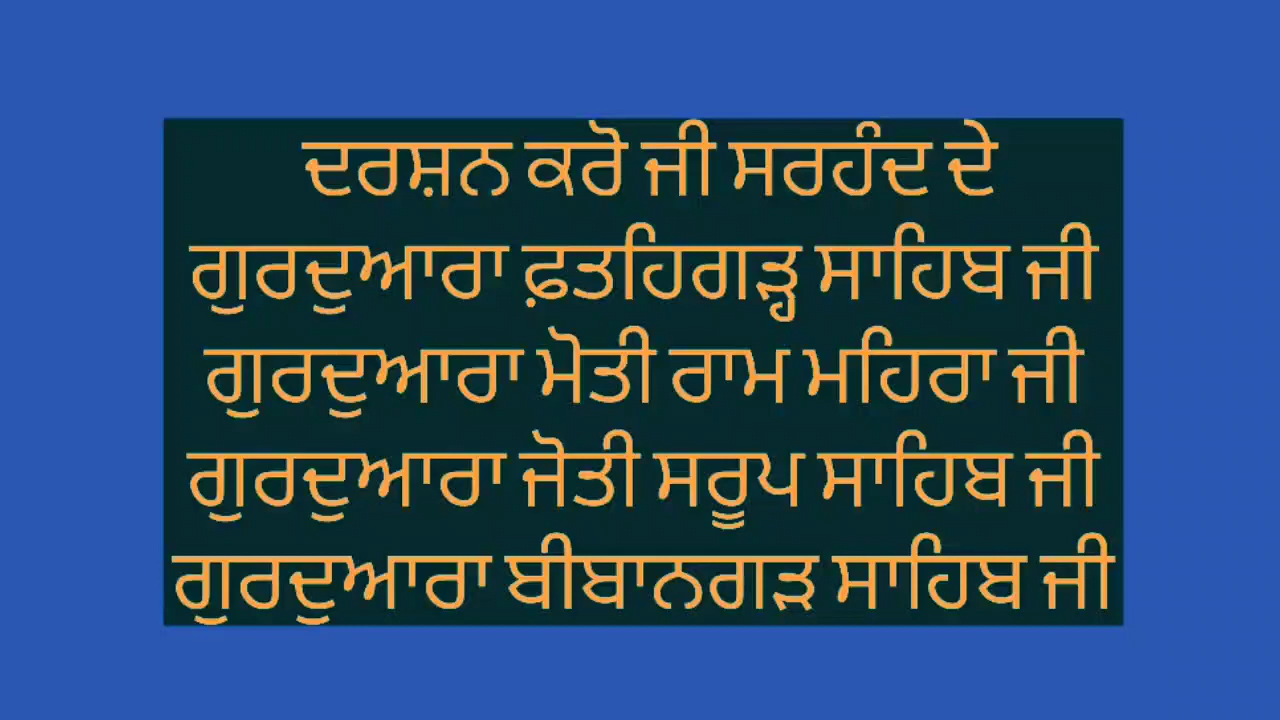 ਦਰਸ਼ਨ ਕਰੋ ਜੀ ਸਰਹੰਦ ਦੇ
ਗੁਰਦੁਆਰਾ ਫ਼ਤਹਿਗੜ੍ਹ ਸਾਹਿਬ ਜੀ
ਗੁਰਦੁਆਰਾ ਮੋਤੀ ਰਾਮ ਮਹਿਰਾ ਜੀ
ਗੁਰਦੁਆਰਾ ਜੋਤੀ ਸਰੂਪ ਸਾਹਿਬ ਜੀ
ਗੁਰਦੁਆਰਾ ਬੀਬਾਨਗੜ ਸਾਹਿਬ ਜੀ